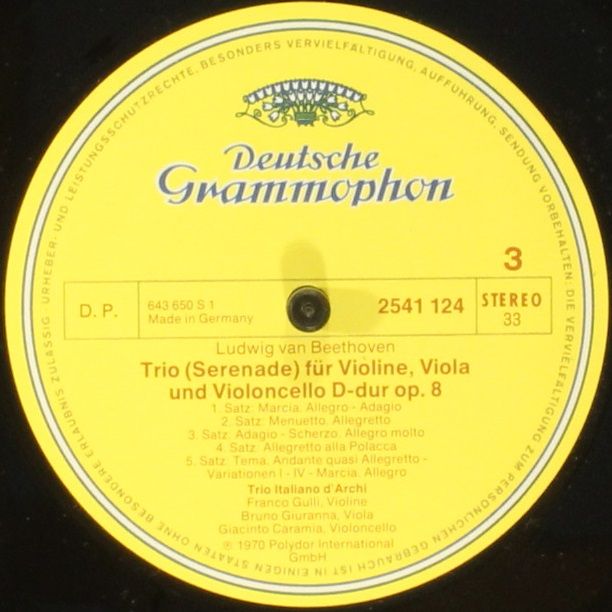 URHEBER- UND LEISTUNGSSCHUTZRECHTE, BESONDERS VERVIELFÄLTIGUNG, AUFFÜHRUNG, SENDUNG VORBEHALTEN; DIE VERVIELFÄLTIGUNG ZUM PERSÖNLICHEN GEBRAUCH IST IN EINIGEN STAATEN OHNE BESONDERE ERLAUBNIS ZULÄSSIG -
Deutsche
Grammophon
3
D. P.
643 650 S 1
Made in Germany
2541 124
STEREO
33
Ludwig van Beethoven
Trio (Serenade) für Violine, Viola
und Violoncello D-dur op. 8
1. Satz: Marcia. Allegro - Adagio
2. Satz: Menuetto. Allegretto
3. Satz: Adagio - Scherzo. Allegro molto
4. Satz: Allegretto alla Polacca
5. Satz: Tema. Andante quasi Allegretto -
Variationen I - IV - Marcia. Allegro
Trio Italiano d'Archi
Franco Gulli, Violine
Bruno Giuranna, Viola
Giacinto Caramia, Violoncello
℗ 1970 Polydor International
GmbH